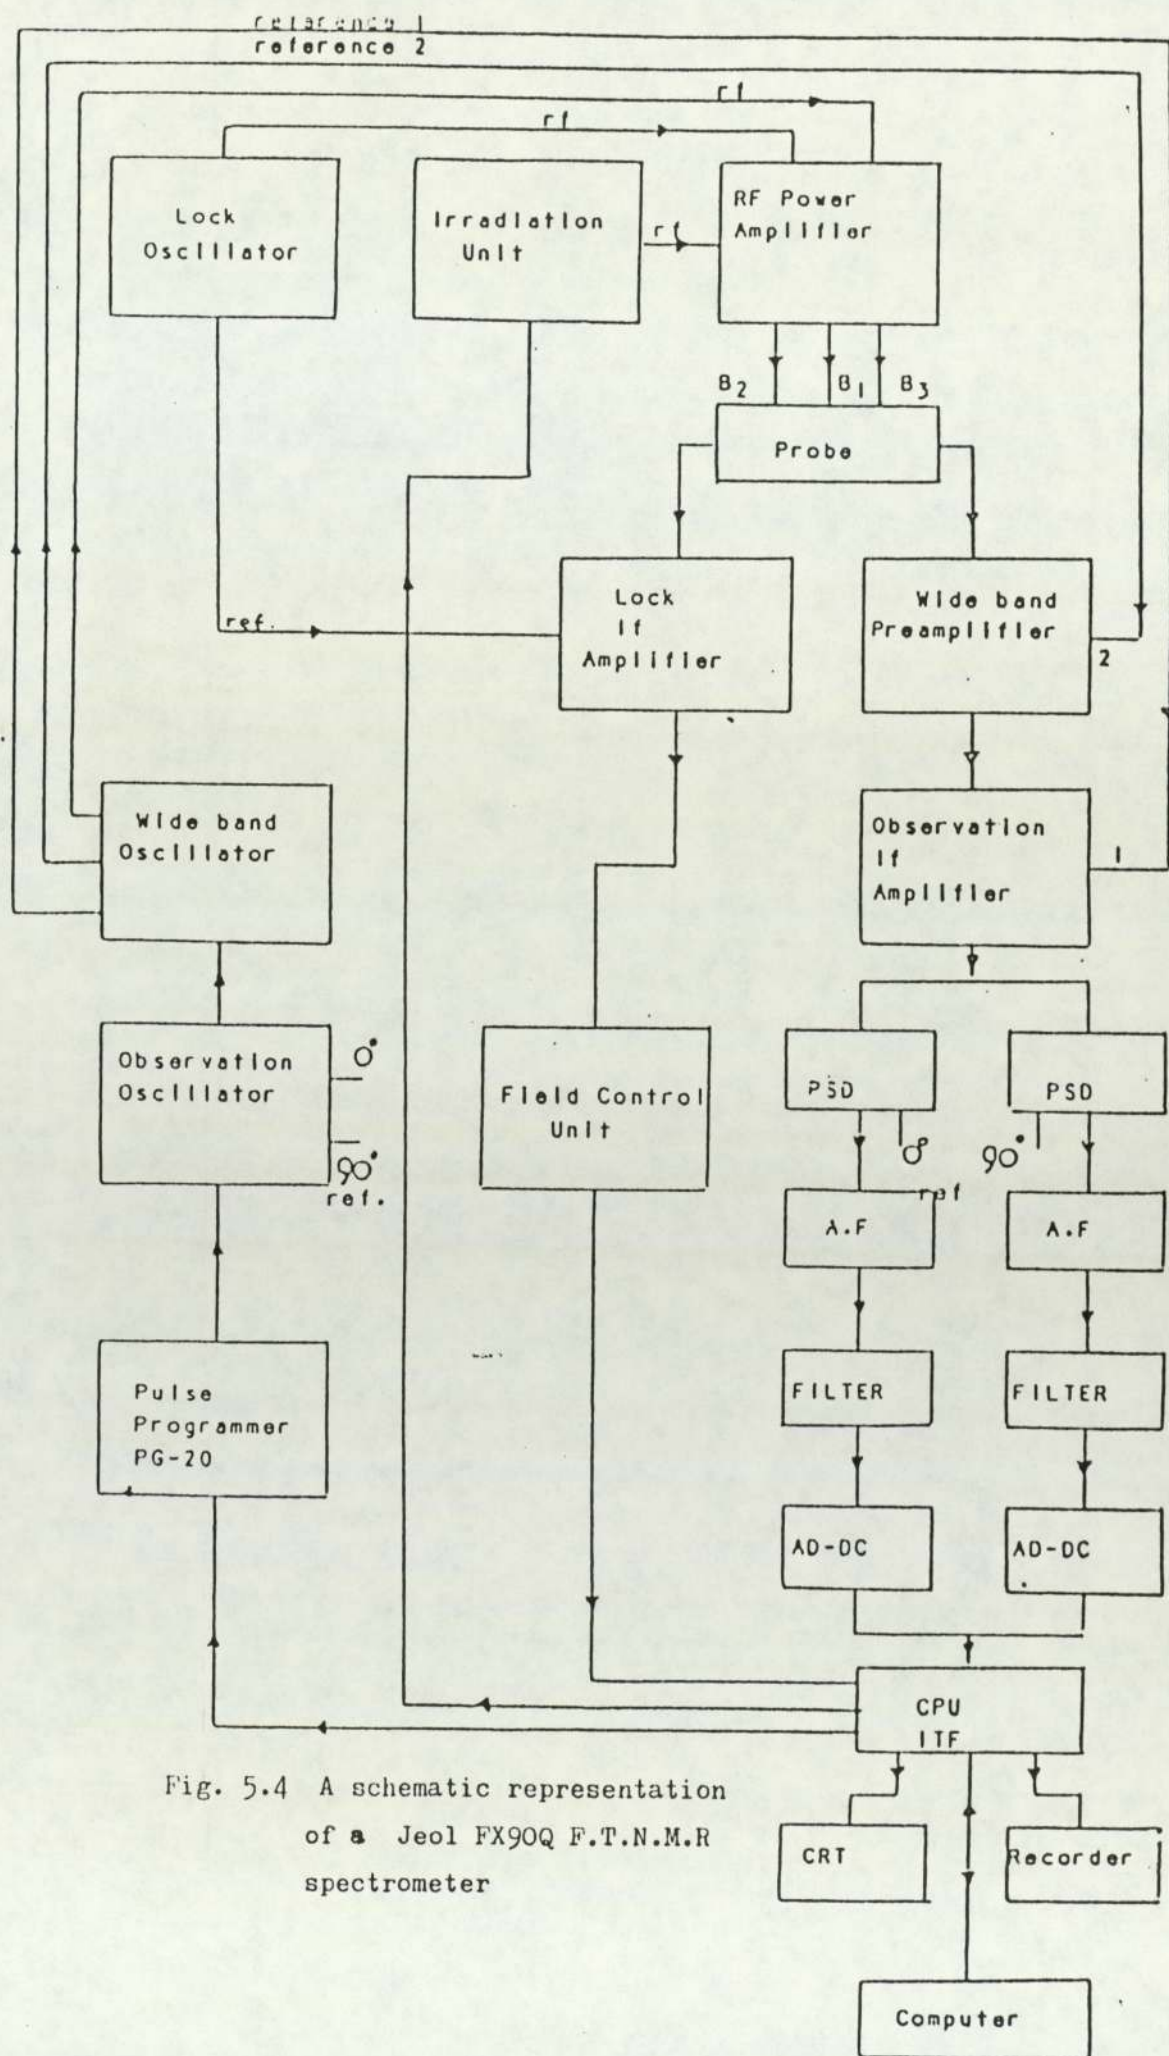 reference 1
reference 2
rf
rf
Lock
Oscillator
Irradiation
Unit
rf
RF Power
Amplifier
B2
B1
B3
Probe
ref.
Lock
If
Amplifier
Wide band
Preamplifier
2
Wide band
Oscillator
Observation
If
Amplifier
1
Observation
Oscillator
0°
90°
ref.
Field Control
Unit
PSD
PSD
0°
90°
ref
A.F
A.F
Pulse
Programmer
PG-20
FILTER
FILTER
AD-DC
AD-DC
CPU
ITF
Fig. 5.4 A schematic representation
of a Jeol FX90Q F.T.N.M.R
spectrometer
CRT
Recorder
Computer